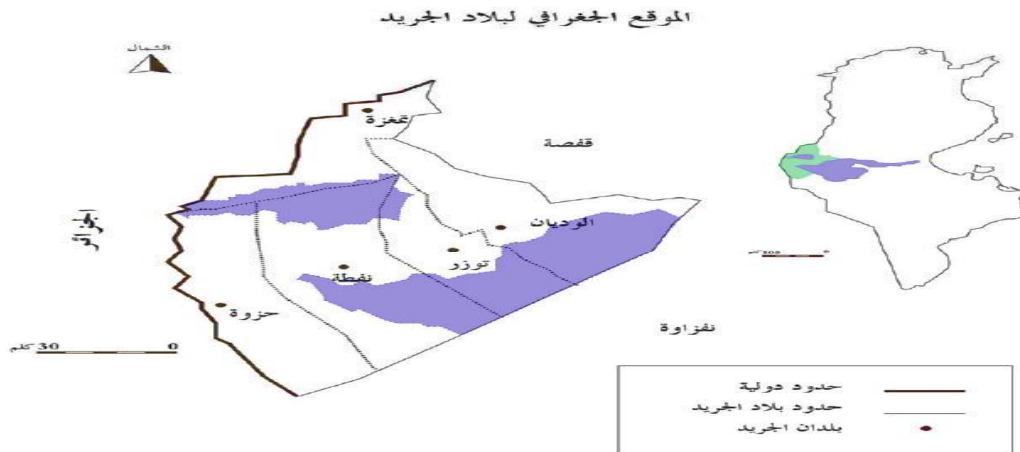 الموقع الجغرافي لبلاد الجريد
الشمال
تمغزة
قفصة
الجزائر
الوديان
توزر
نفطة
حزوة
نفزاوة
30 كلم
0
حدود دولية
حدود بلاد الجريد
بلدان الجريد